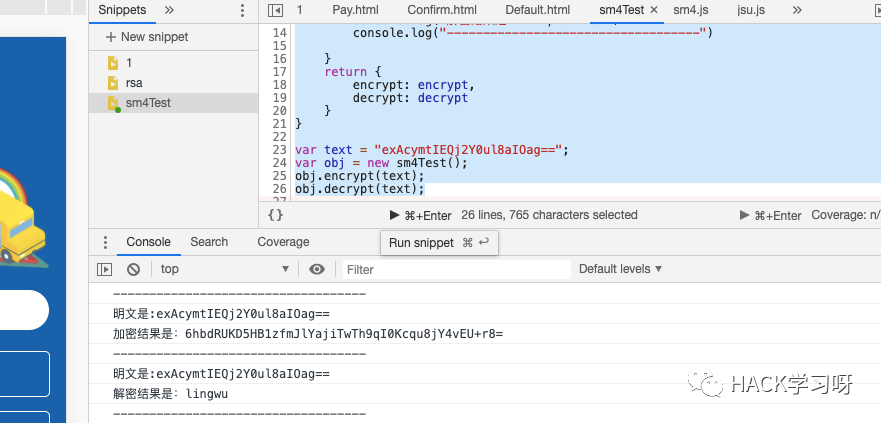 Snippets » 1 Pay.html Confirm.html Default.html sm4Test × sm4.js jsu.js »
+ New snippet
1
rsa
sm4Test
14 console.log("-----------------------------------")
15
16 }
17 return {
18 encrypt: encrypt,
19 decrypt: decrypt
20 }
21 }
22
23 var text = "exAcymtIEQj2Y0ul8aIOag==";
24 var obj = new sm4Test();
25 obj.encrypt(text);
26 obj.decrypt(text);
27
{} ▶ ⌘+Enter 26 lines, 765 characters selected ▶ ⌘+Enter Coverage: n/
Console Search Coverage
Run snippet ⌘ ↩
top ▼ Filter Default levels ▼
-----------------------------------
明文是:exAcymtIEQj2Y0ul8aIOag==
加密结果是：6hbdRUKD5HB1zfmJlYajiTwTh9qI0Kcqu8jY4vEU+r8=
-----------------------------------
明文是:exAcymtIEQj2Y0ul8aIOag==
解密结果是：lingwu
-----------------------------------
HACK学习呀